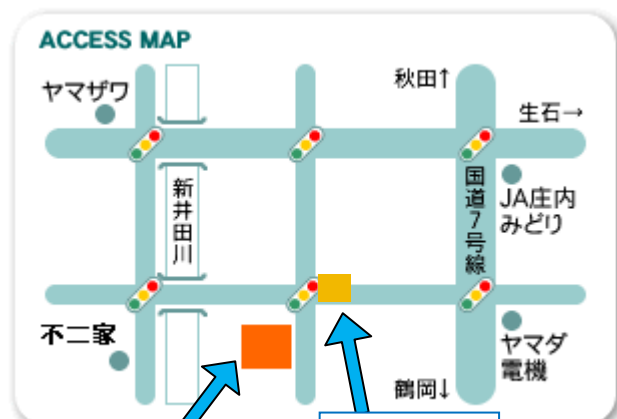 ACCESS MAP
秋田↑
ヤマザワ
生石→
新井田川
国道7号線
JA庄内
みどり
不二家
ヤマダ
電機
鶴岡↓